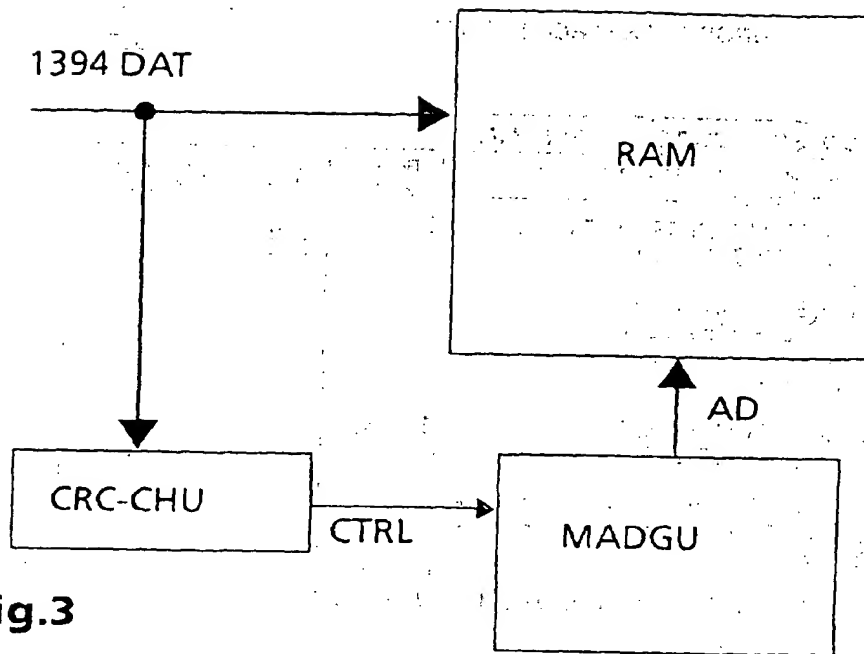 1394 DAT
RAM
AD
CRC-CHU
CTRL
MADGU
ig.3